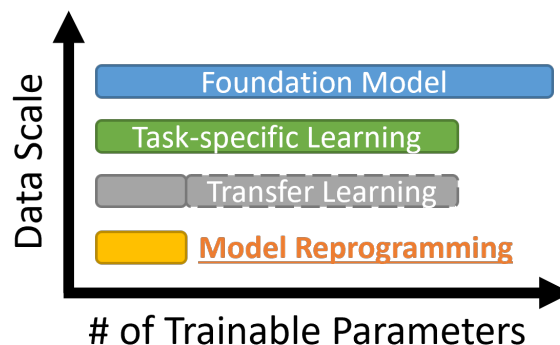 Data Scale
Foundation Model
Task-specific Learning
Transfer Learning
Model Reprogramming
# of Trainable Parameters